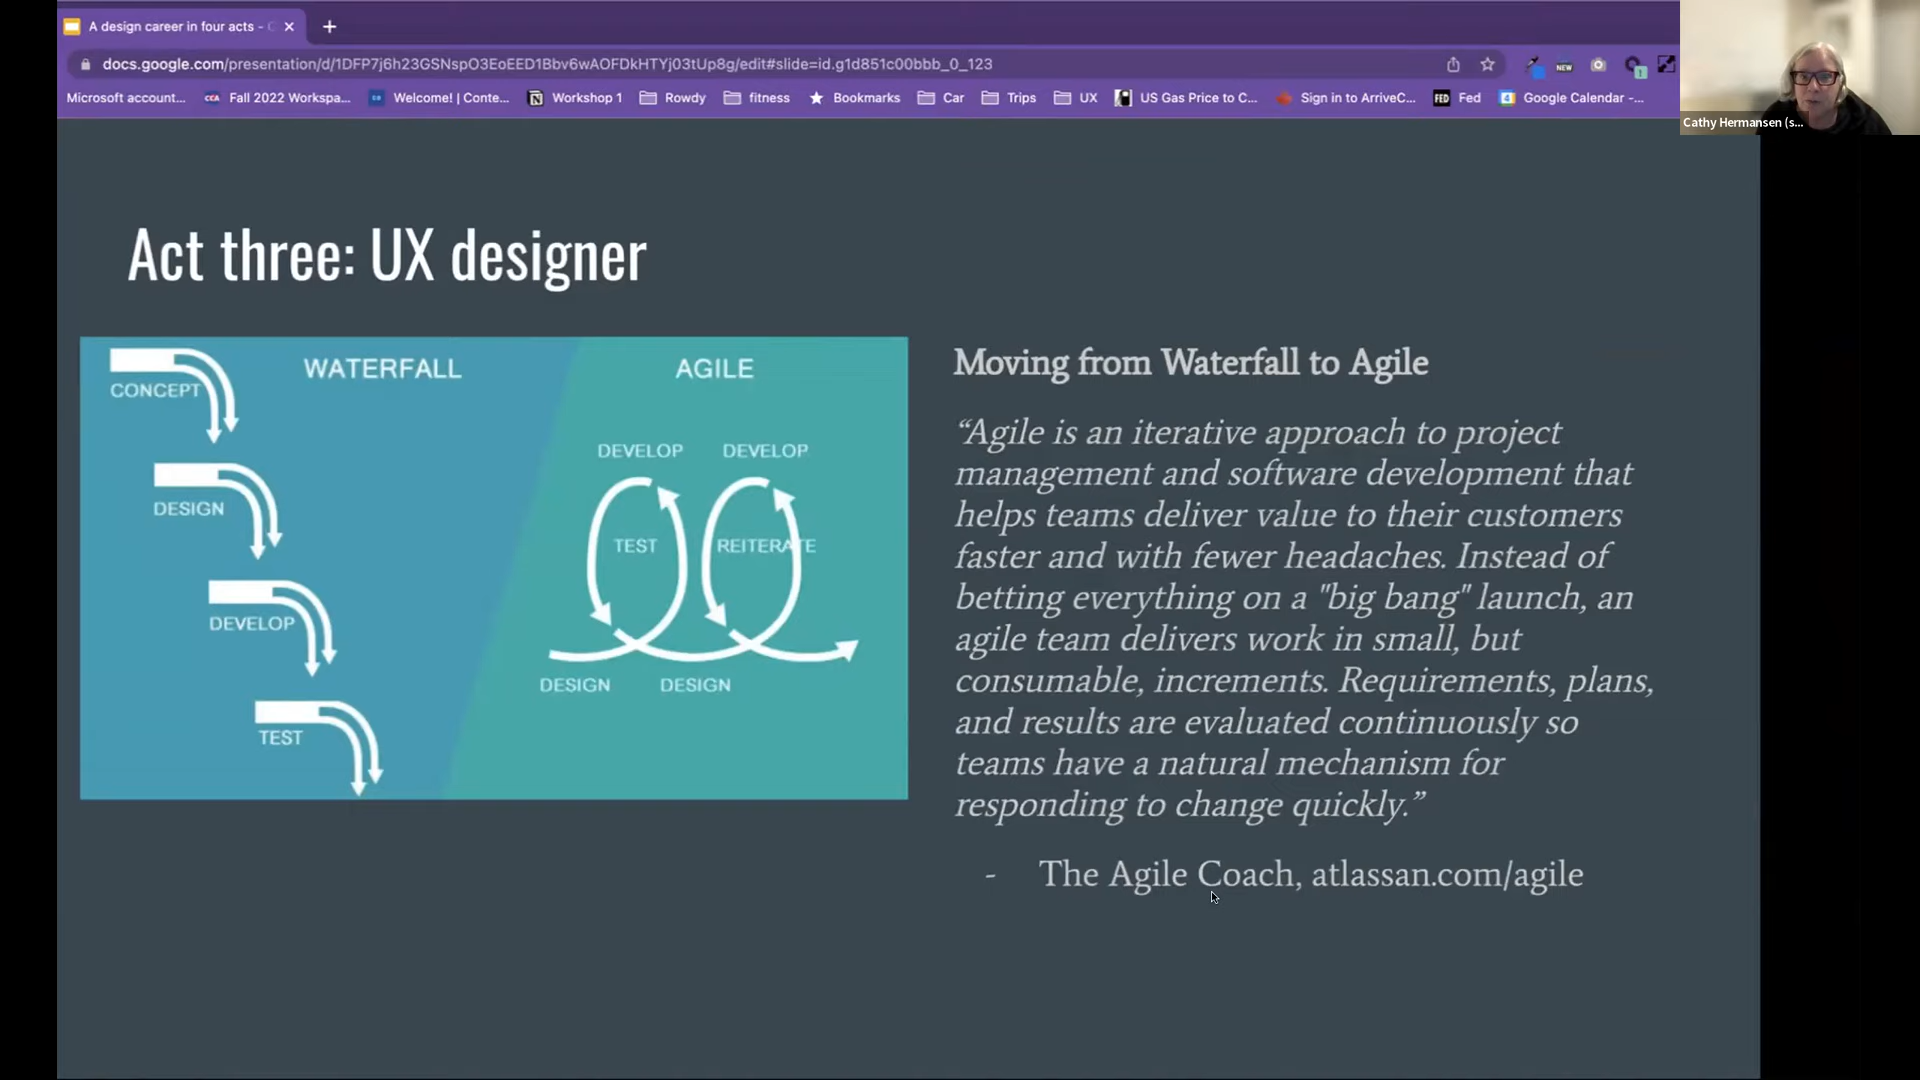 A design career in four acts -
docs.google.com/presentation/d/1DFP7j6h23GSNspO3EoEED1Bbv6wAOFDkHTYj03tUp8g/edit#slide=id.g1d851c00bbb_0_123
NEW
1
Microsoft account... CCA Fall 2022 Workspa... Welcome! | Conte... Workshop 1 Rowdy fitness Bookmarks Car Trips UX US Gas Price to C... Sign in to ArriveC... FED Fed 4 Google Calendar -...
Cathy Hermansen (s...
Act three: UX designer
WATERFALL
CONCEPT
DESIGN
DEVELOP
TEST
AGILE
DEVELOP DEVELOP
TEST REITERATE
DESIGN DESIGN
Moving from Waterfall to Agile
“Agile is an iterative approach to project
management and software development that
helps teams deliver value to their customers
faster and with fewer headaches. Instead of
betting everything on a "big bang" launch, an
agile team delivers work in small, but
consumable, increments. Requirements, plans,
and results are evaluated continuously so
teams have a natural mechanism for
responding to change quickly.”
- The Agile Coach, atlassan.com/agile